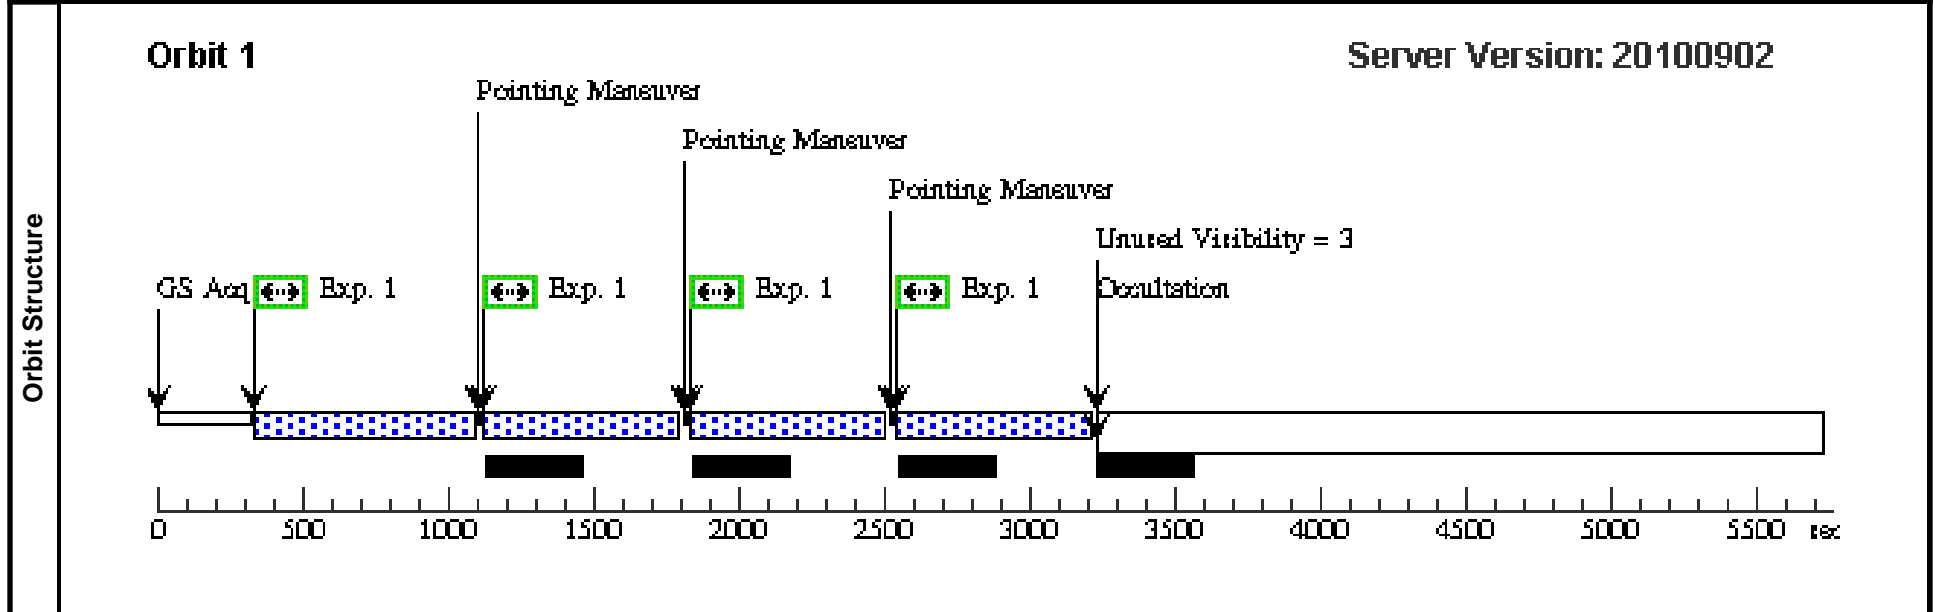 Orbit Structure
Orbit 1
Server Version: 20100902
Pointing Maneuver
Pointing Maneuver
Pointing Maneuver
Unused Visibility = 3
GS Acq Exp. 1 Exp. 1 Exp. 1 Exp. 1 Occultation
0 500 1000 1500 2000 2500 3000 3500 4000 4500 5000 5500 sec